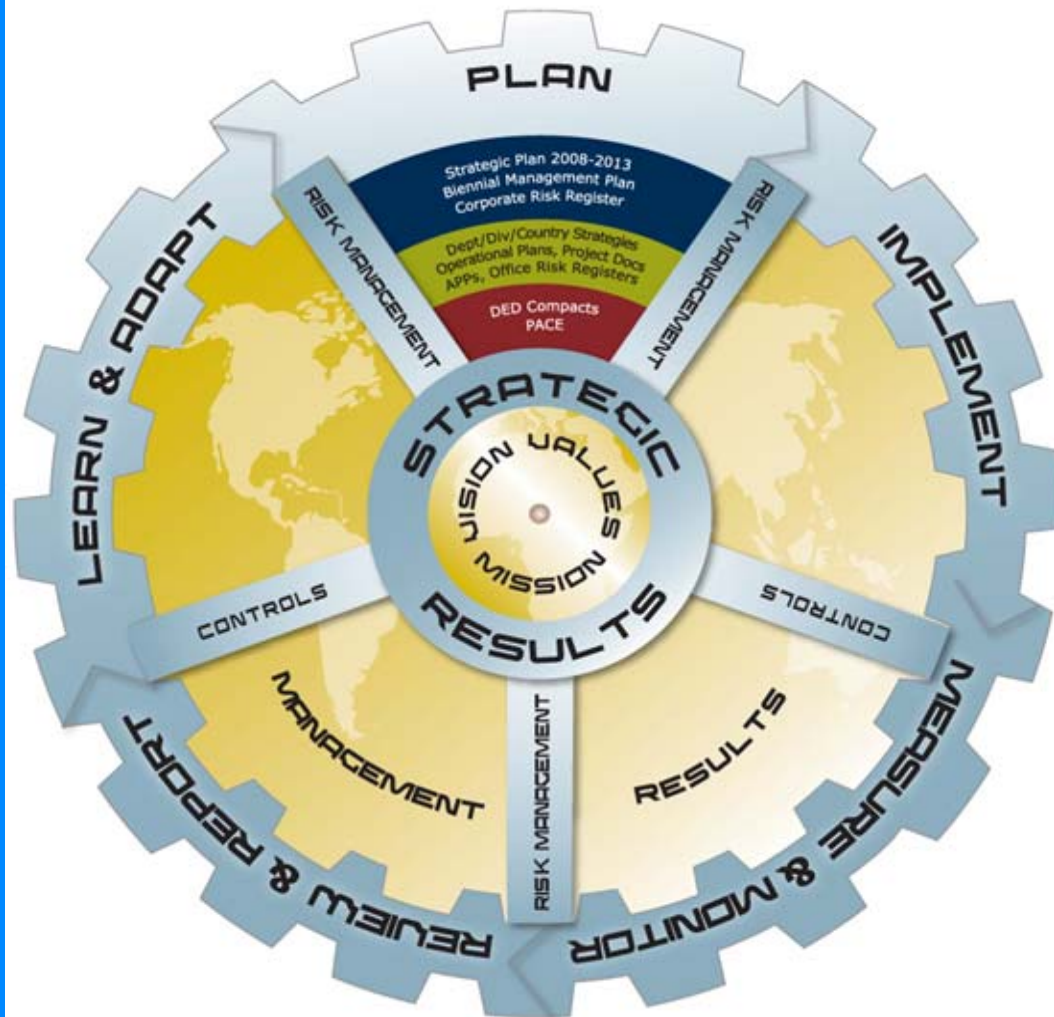 PLAN
Strategic Plan 2008-2013
Biennial Management Plan
Corporate Risk Register
Dept/Div/Country Strategies
Operational Plans, Project Docs
APPs, Office Risk Registers
DED Compacts
PACE
RISK MANAGEMENT
RISK MANAGEMENT
IMPLEMENT
LEARN & ADAPT
STRATEGIC
VISION VALUES
MISSION
RESULTS
CONTROLS
CONTROLS
MANAGEMENT
RESULTS
RISK MANAGEMENT
MEASURE & MONITOR
REVIEW & REPORT